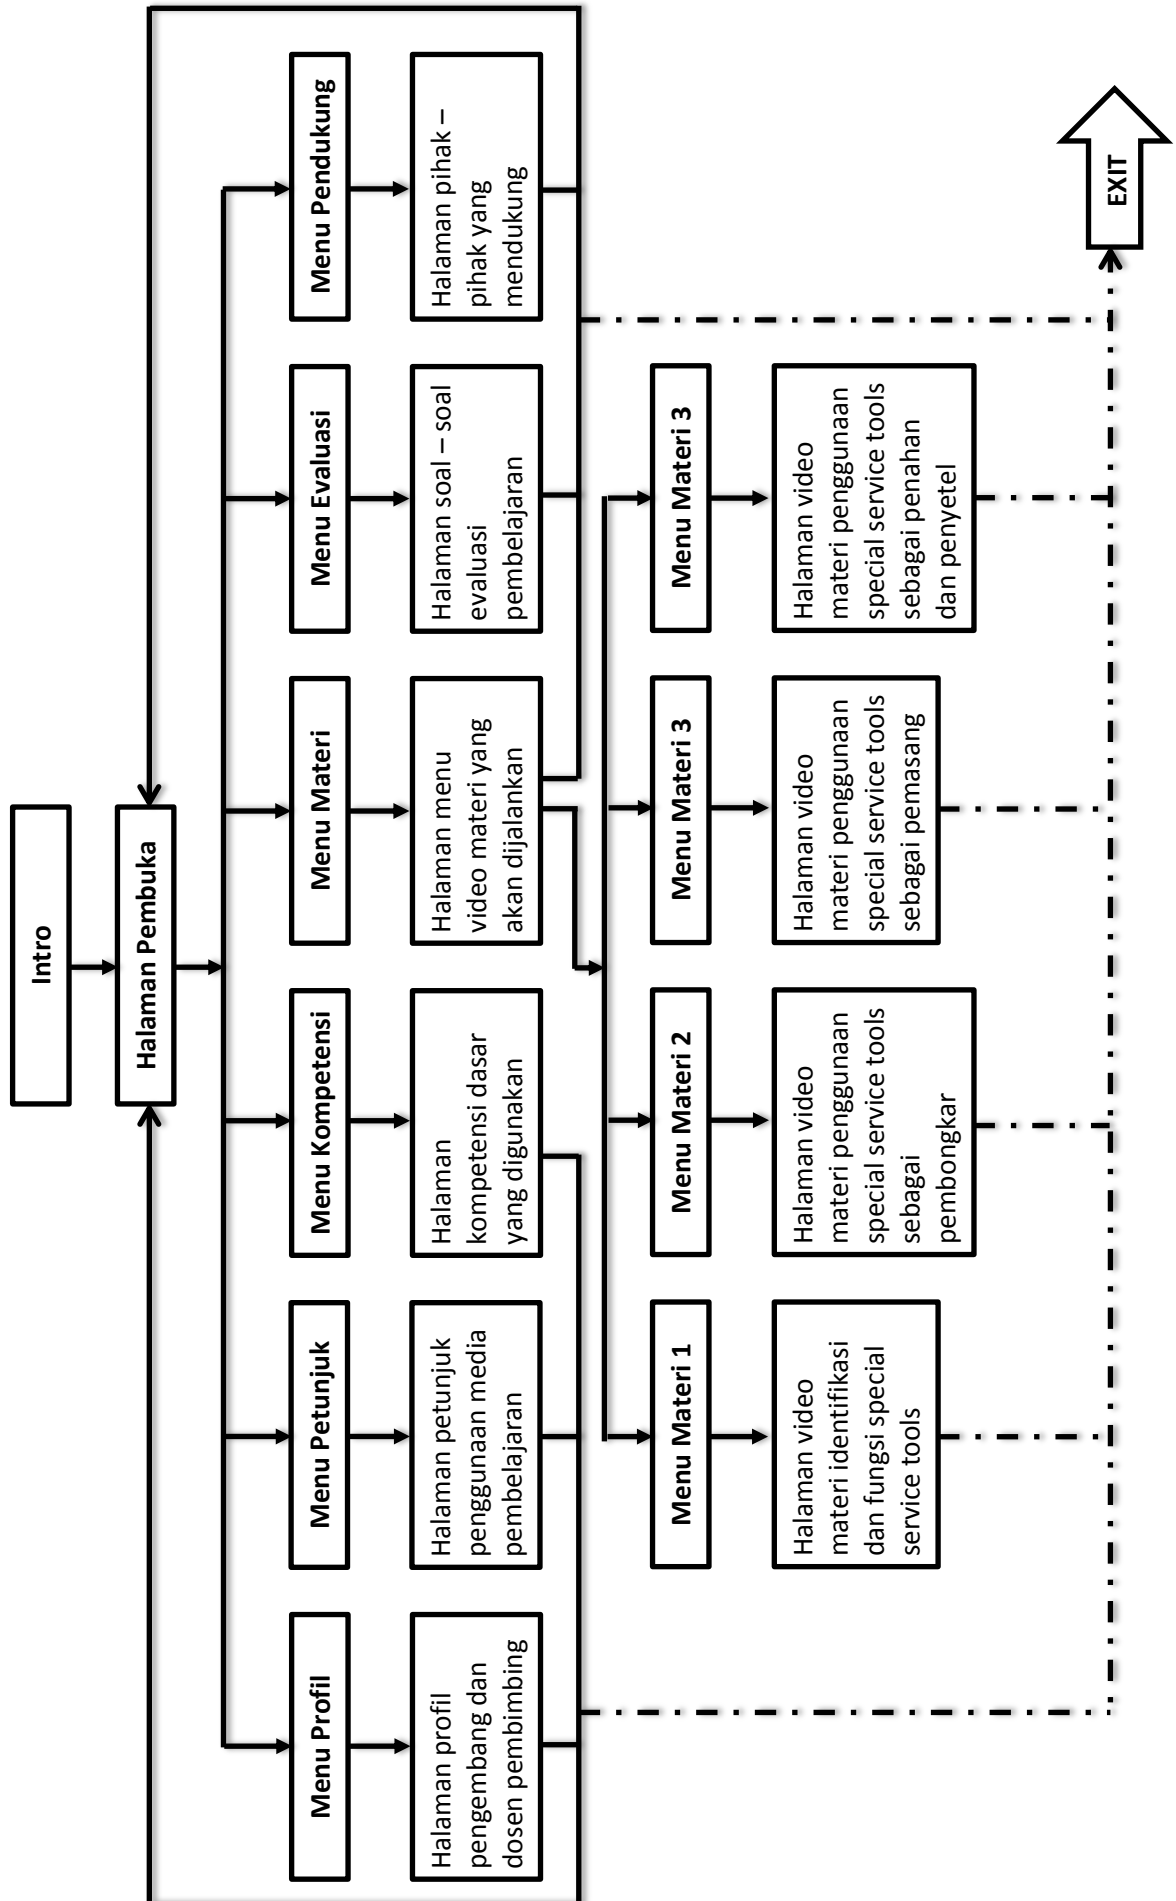 Intro
Halaman Pembuka
Menu Profil
Menu Petunjuk
Menu Kompetensi
Menu Materi
Menu Evaluasi
Menu Pendukung
Halaman profil
pengembang dan
dosen pembimbing
Halaman petunjuk
penggunaan media
pembelajaran
Halaman
kompetensi dasar
yang digunakan
Halaman menu
video materi yang
akan dijalankan
Halaman soal – soal
evaluasi
pembelajaran
Halaman pihak –
pihak yang
mendukung
Menu Materi 1
Menu Materi 2
Menu Materi 3
Menu Materi 3
Halaman video
materi identifikasi
dan fungsi special
service tools
Halaman video
materi penggunaan
special service tools
sebagai
pembongkar
Halaman video
materi penggunaan
special service tools
sebagai pemasang
Halaman video
materi penggunaan
special service tools
sebagai penahan
dan penyetel
EXIT